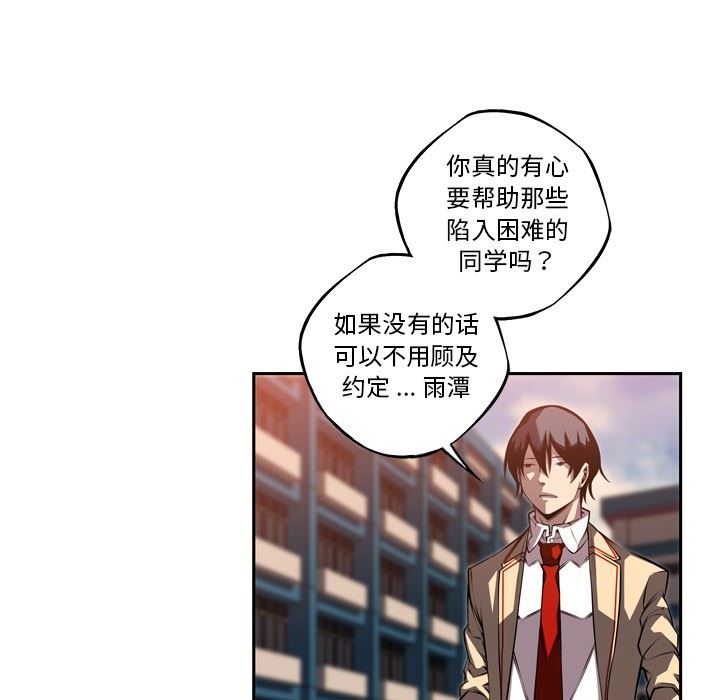 你真的有心
要帮助那些
陷入困难的
同学吗？
如果没有的话
可以不用顾及
约定 ... 雨潭